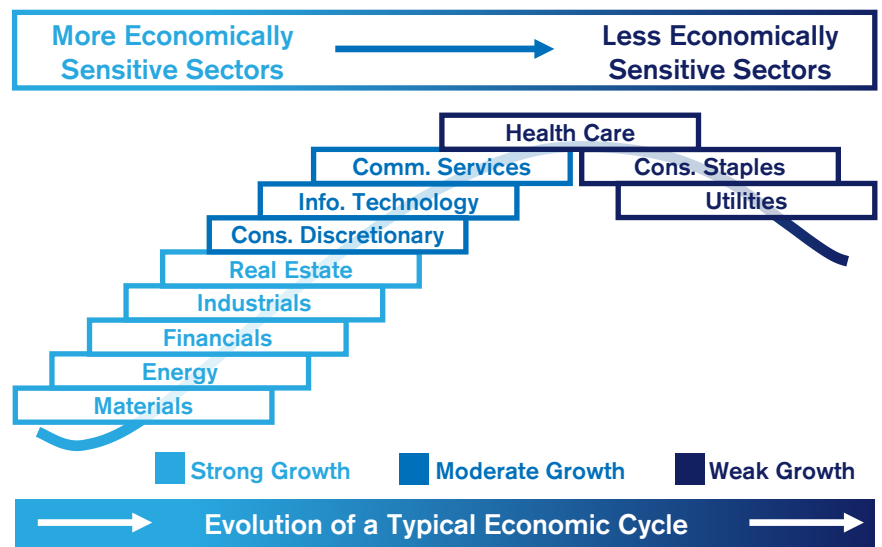 More Economically
Sensitive Sectors
Less Economically
Sensitive Sectors
Health Care
Comm. Services
Cons. Staples
Info. Technology
Utilities
Cons. Discretionary
Real Estate
Industrials
Financials
Energy
Materials
Strong Growth
Moderate Growth
Weak Growth
Evolution of a Typical Economic Cycle